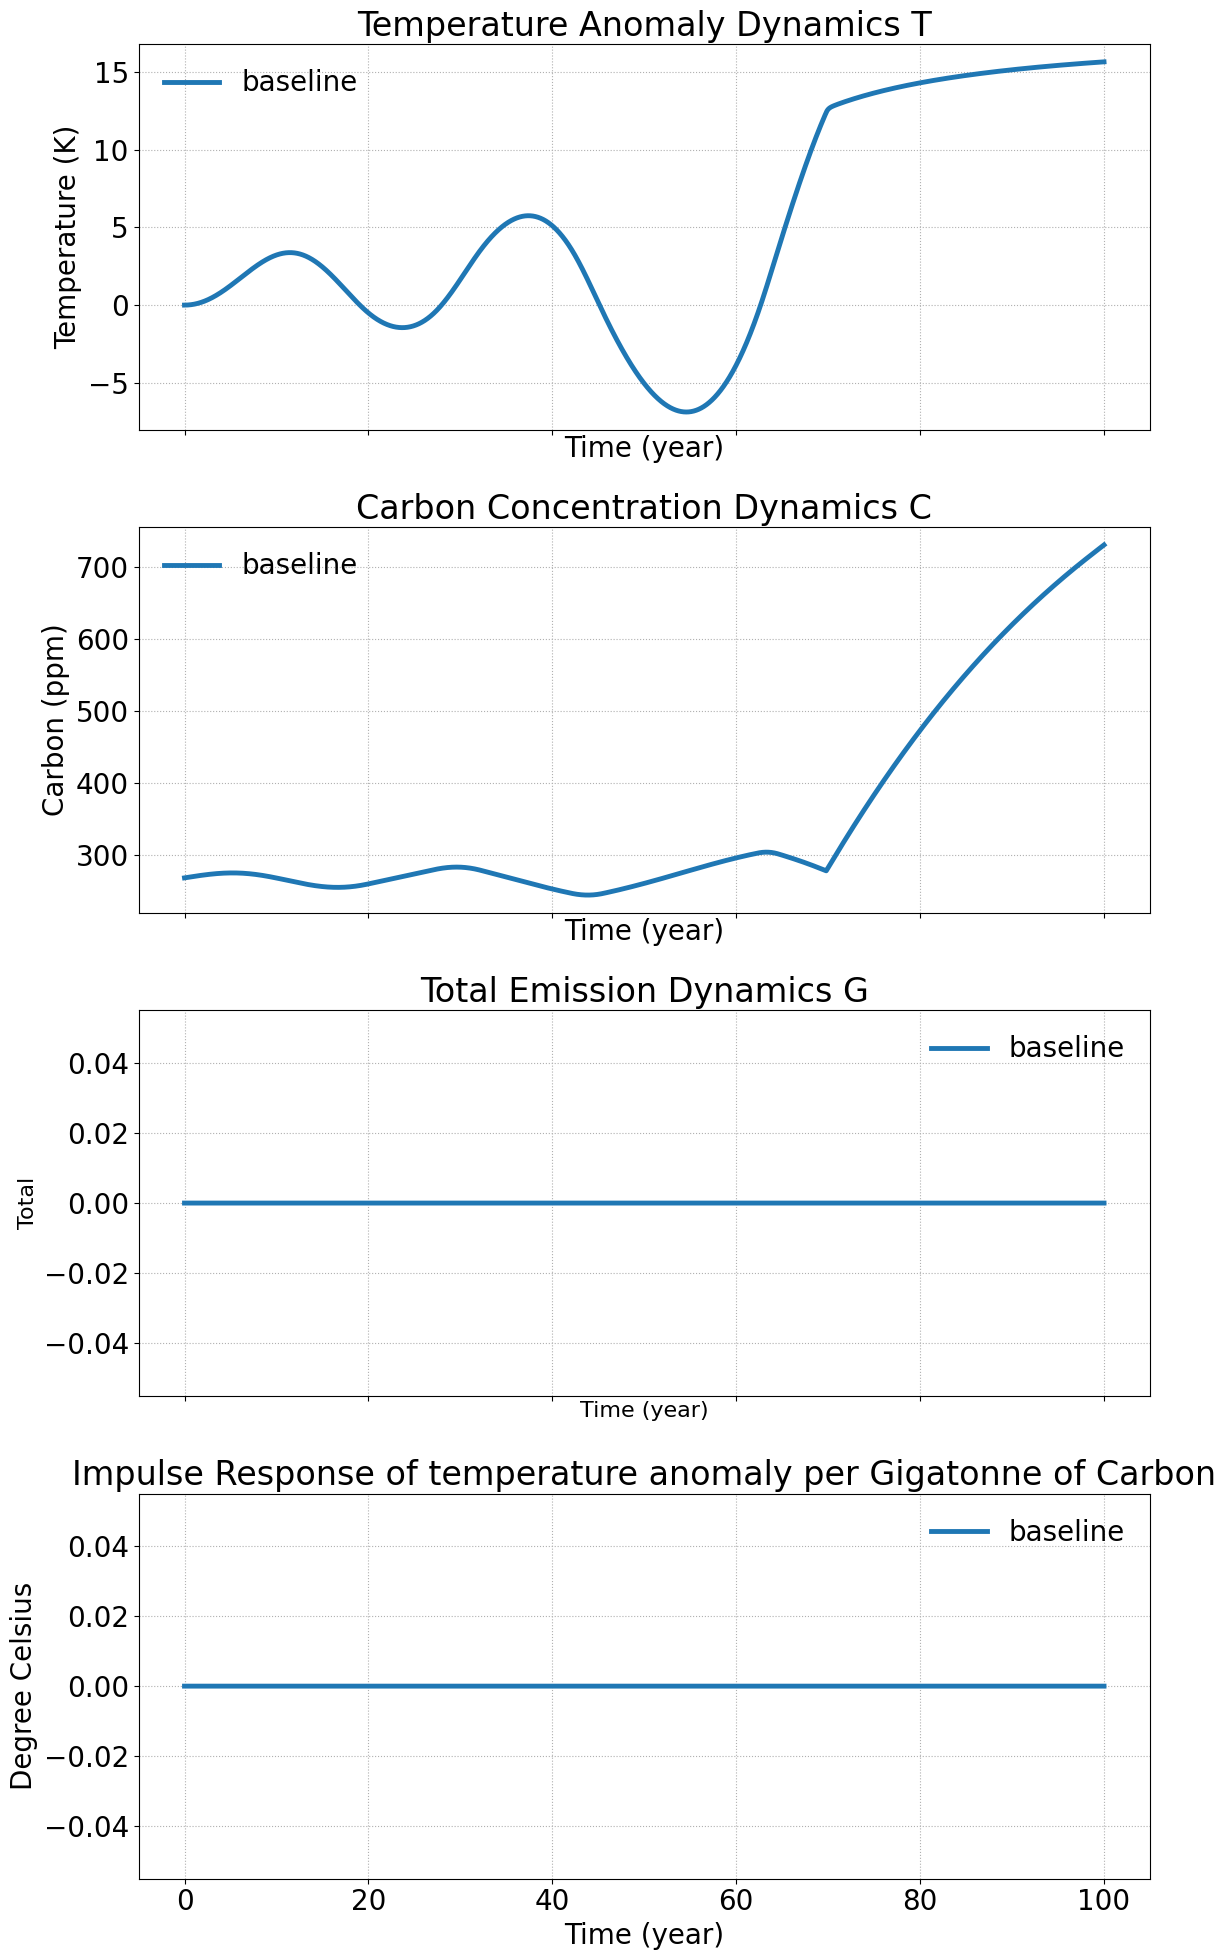 Temperature Anomaly Dynamics T
baseline
15
10
5
0
−5
Temperature (K)
Time (year)
Carbon Concentration Dynamics C
baseline
700
600
500
400
300
Carbon (ppm)
Time (year)
Total Emission Dynamics G
baseline
0.04
0.02
0.00
−0.02
−0.04
Total
Time (year)
Impulse Response of temperature anomaly per Gigatonne of Carbon
baseline
0.04
0.02
0.00
−0.02
−0.04
Degree Celsius
0 20 40 60 80 100
Time (year)